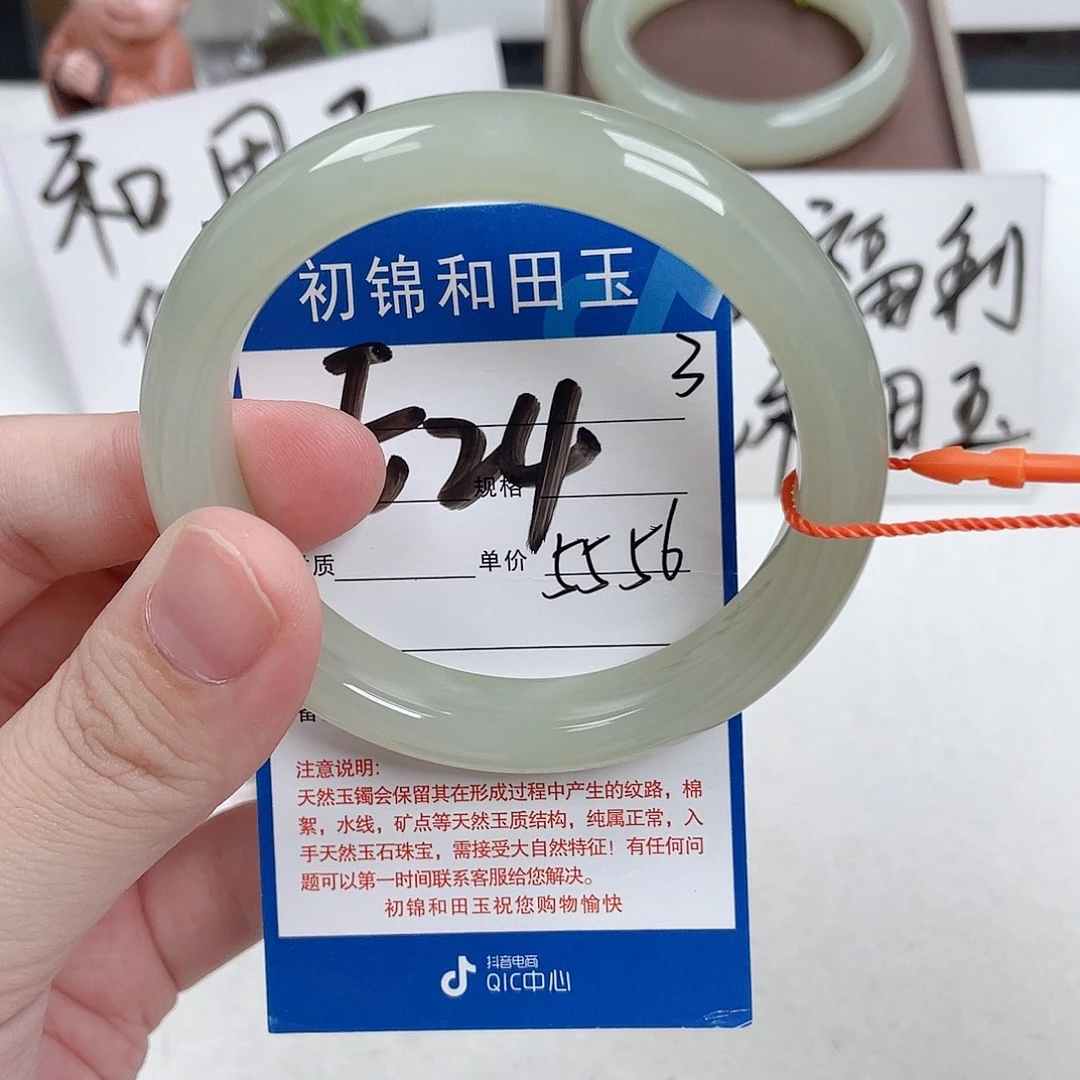 和田
福利
田玉
初锦和田玉
3
524
规格
质
单价 5556
注意说明:
天然玉镯会保留其在形成过程中产生的纹路，棉
絮，水线，矿点等天然玉质结构，纯属正常，入
手天然玉石珠宝，需接受大自然特征！有任何问
题可以第一时间联系客服给您解决。
初锦和田玉祝您购物愉快
抖音电商
QIC中心